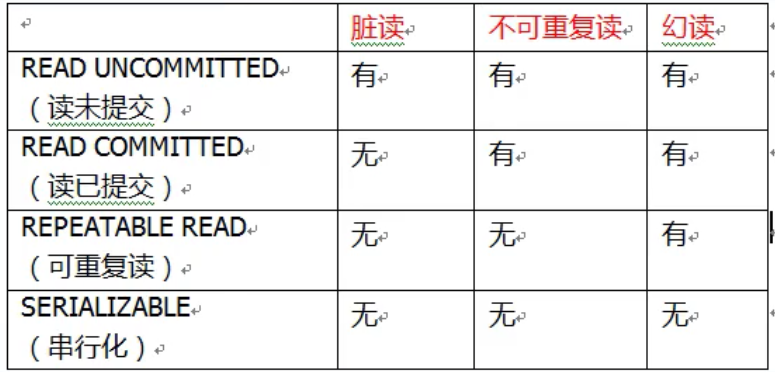 脏读 不可重复读 幻读
READ UNCOMMITTED 有 有 有
（读未提交）
READ COMMITTED 无 有 有
（读已提交）
REPEATABLE READ 无 无 有
（可重复读）
SERIALIZABLE 无 无 无
（串行化）